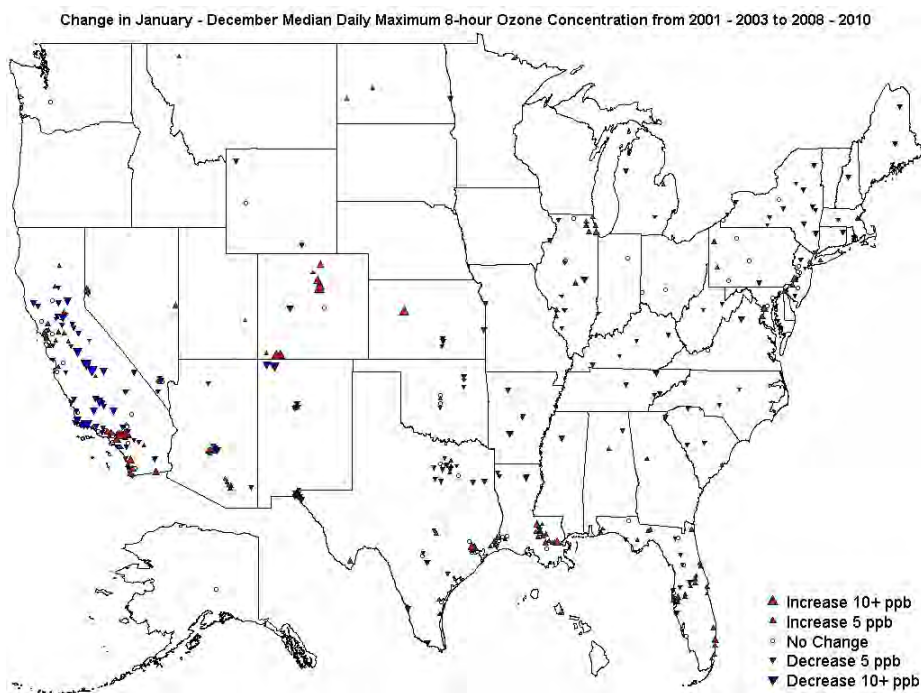 Change in January - December Median Daily Maximum 8-hour Ozone Concentration from 2001 - 2003 to 2008 - 2010
Increase 10+ ppb
Increase 5 ppb
No Change
Decrease 5 ppb
Decrease 10+ ppb